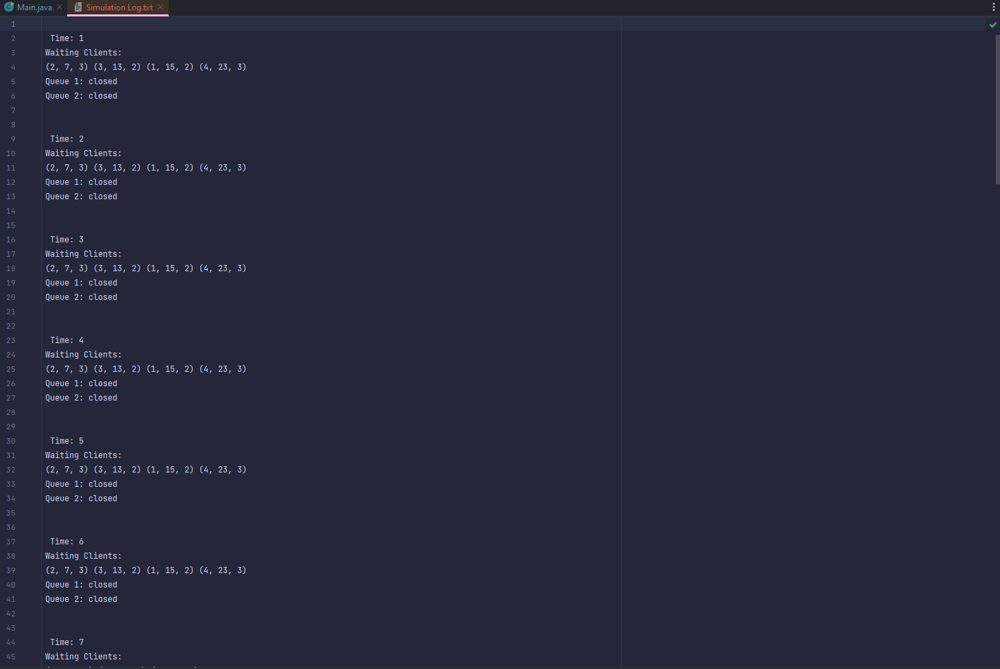 Main.java Simulation Log.txt
1
2 Time: 1
3 Waiting Clients:
4 (2, 7, 3) (3, 13, 2) (1, 15, 2) (4, 23, 3)
5 Queue 1: closed
6 Queue 2: closed
7
8
9 Time: 2
10 Waiting Clients:
11 (2, 7, 3) (3, 13, 2) (1, 15, 2) (4, 23, 3)
12 Queue 1: closed
13 Queue 2: closed
14
15
16 Time: 3
17 Waiting Clients:
18 (2, 7, 3) (3, 13, 2) (1, 15, 2) (4, 23, 3)
19 Queue 1: closed
20 Queue 2: closed
21
22
23 Time: 4
24 Waiting Clients:
25 (2, 7, 3) (3, 13, 2) (1, 15, 2) (4, 23, 3)
26 Queue 1: closed
27 Queue 2: closed
28
29
30 Time: 5
31 Waiting Clients:
32 (2, 7, 3) (3, 13, 2) (1, 15, 2) (4, 23, 3)
33 Queue 1: closed
34 Queue 2: closed
35
36
37 Time: 6
38 Waiting Clients:
39 (2, 7, 3) (3, 13, 2) (1, 15, 2) (4, 23, 3)
40 Queue 1: closed
41 Queue 2: closed
42
43
44 Time: 7
45 Waiting Clients: